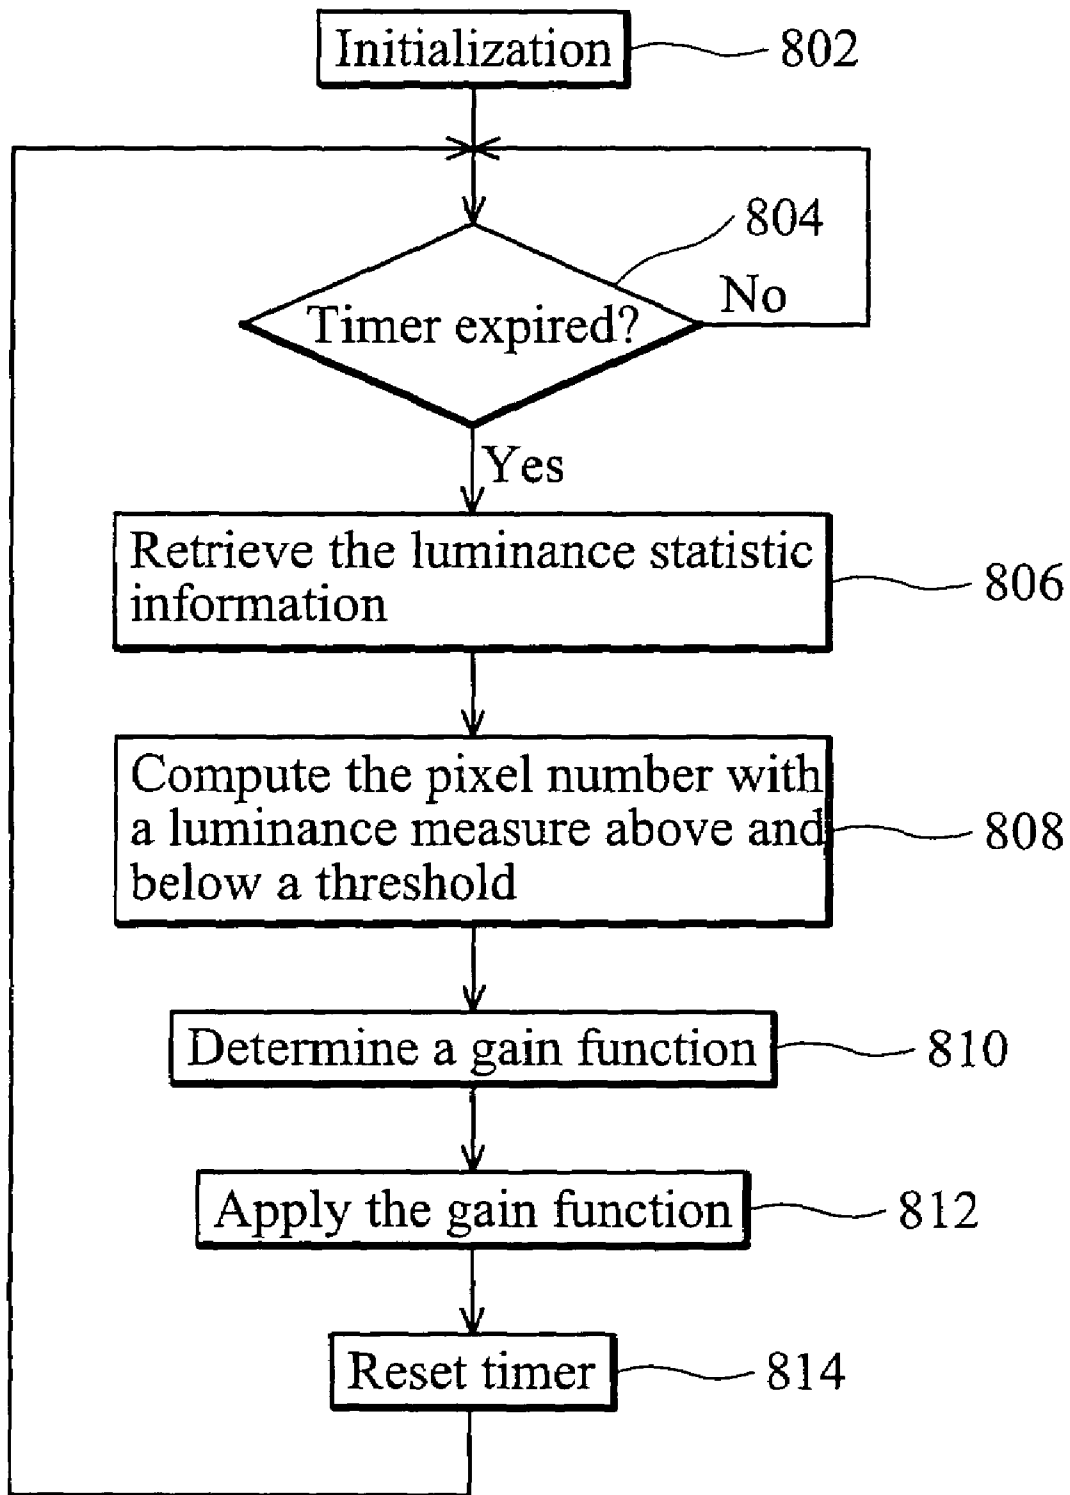 Initialization
802
804
Timer expired?
No
Yes
Retrieve the luminance statistic
information
806
Compute the pixel number with
a luminance measure above and
below a threshold
808
Determine a gain function
810
Apply the gain function
812
Reset timer
814